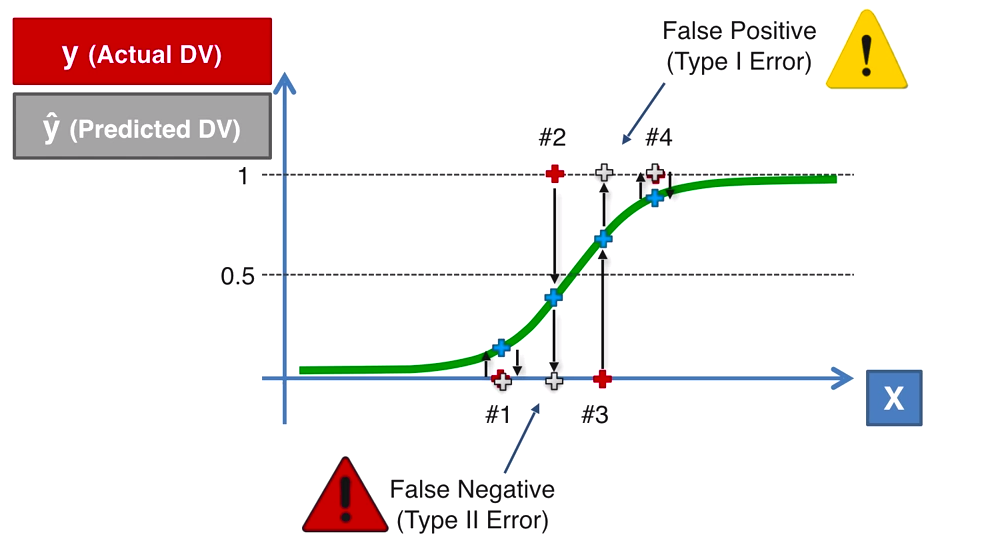 y (Actual DV)
ŷ (Predicted DV)
False Positive
(Type I Error)
!
#2
#4
1
0.5
#1
#3
X
!
False Negative
(Type II Error)